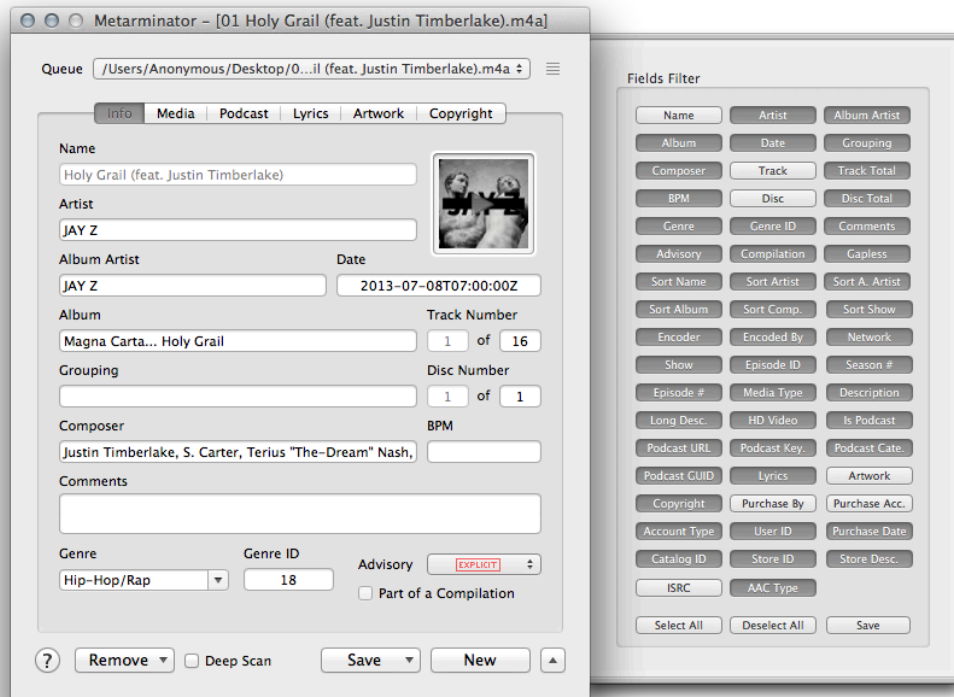 Metarminator – [01 Holy Grail (feat. Justin Timberlake).m4a]
Queue /Users/Anonymous/Desktop/0...il (feat. Justin Timberlake).m4a
Info Media Podcast Lyrics Artwork Copyright
Name
Holy Grail (feat. Justin Timberlake)
Artist
JAY Z
JAY Z
Album Artist Date
JAY Z 2013-07-08T07:00:00Z
Album Track Number
Magna Carta... Holy Grail 1 of 16
Grouping Disc Number
1 of 1
Composer BPM
Justin Timberlake, S. Carter, Terius "The-Dream" Nash,
Comments
Genre Genre ID Advisory EXPLICIT
Hip-Hop/Rap 18
Part of a Compilation
? Remove Deep Scan Save New
Fields Filter
Name Artist Album Artist
Album Date Grouping
Composer Track Track Total
BPM Disc Disc Total
Genre Genre ID Comments
Advisory Compilation Gapless
Sort Name Sort Artist Sort A. Artist
Sort Album Sort Comp. Sort Show
Encoder Encoded By Network
Show Episode ID Season #
Episode # Media Type Description
Long Desc. HD Video Is Podcast
Podcast URL Podcast Key. Podcast Cate.
Podcast GUID Lyrics Artwork
Copyright Purchase By Purchase Acc.
Account Type User ID Purchase Date
Catalog ID Store ID Store Desc.
ISRC AAC Type
Select All Deselect All Save